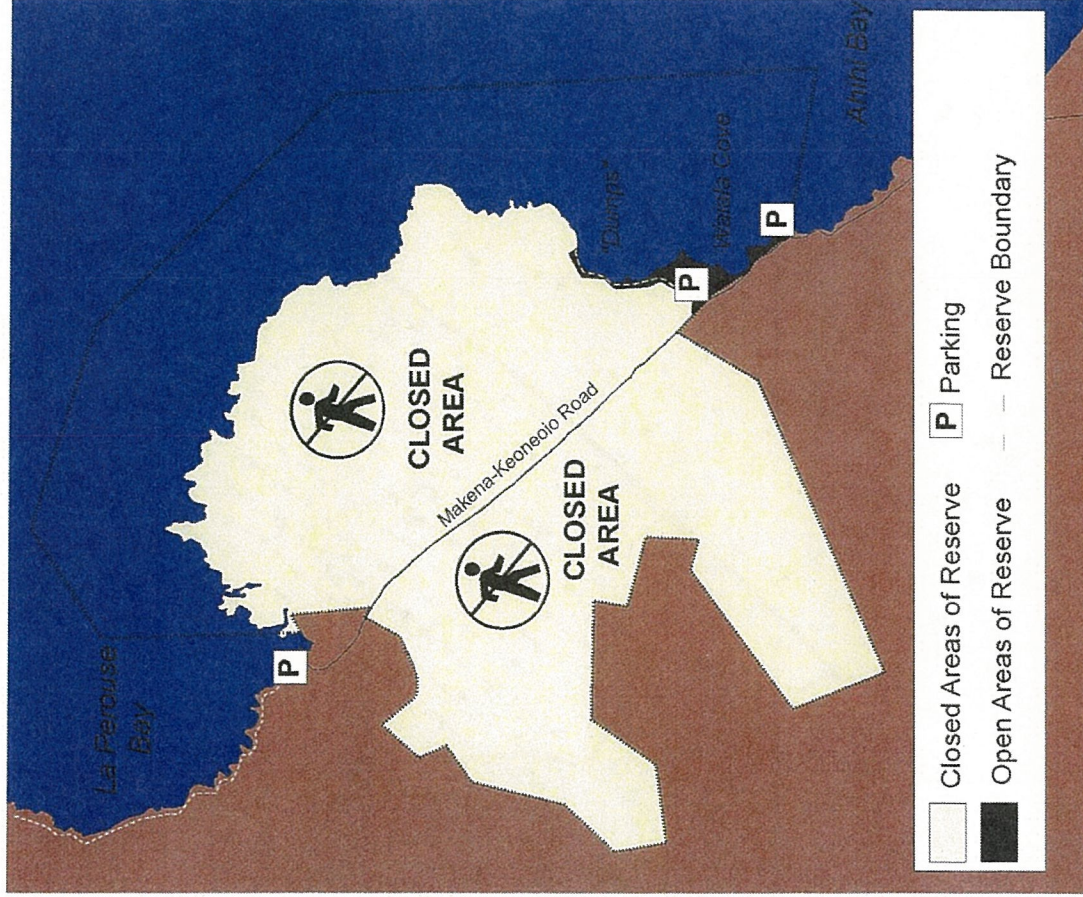 La Perouse
Bay
CLOSED
AREA
Makena-Keoneoio Road
CLOSED
AREA
"Dumps"
Waiala Cove
Ahihi Bay
P
P
P
Closed Areas of Reserve
P Parking
Open Areas of Reserve
Reserve Boundary